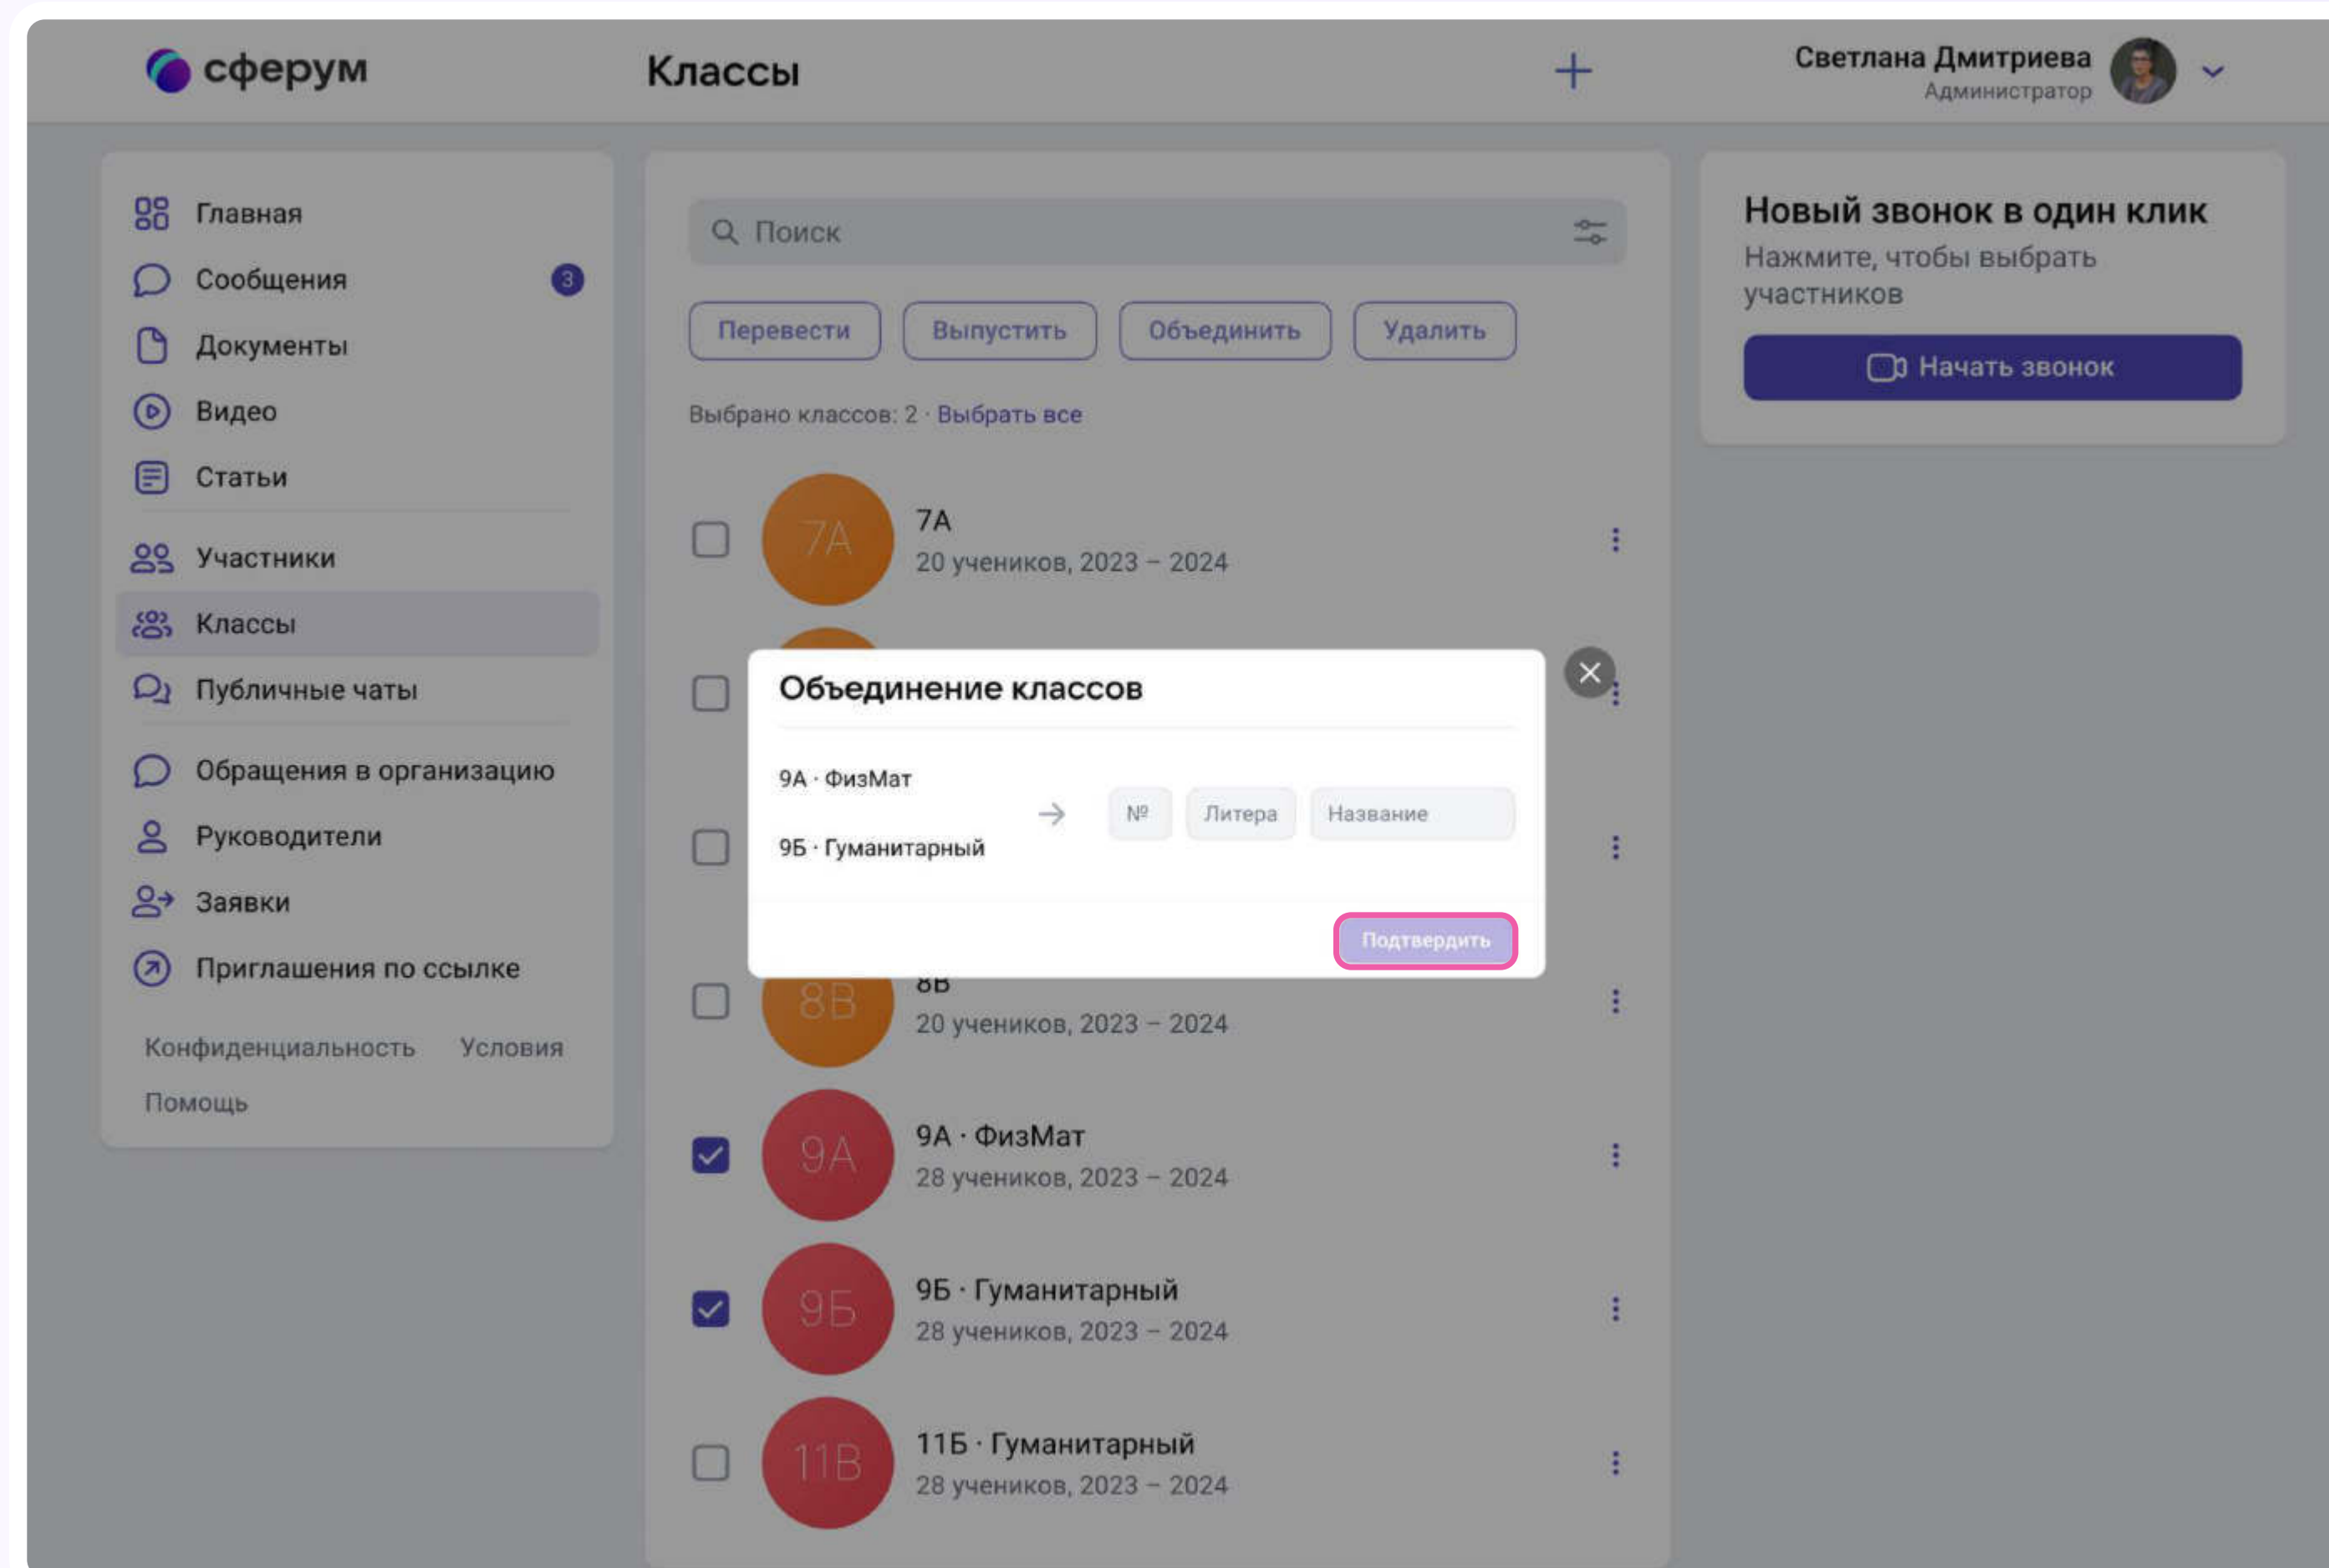 сферум
Классы
Светлана Дмитриева
Администратор
Главная
Сообщения
3
Документы
Видео
Статьи
Участники
Классы
Публичные чаты
Обращения в организацию
Руководители
Заявки
Приглашения по ссылке
Конфиденциальность Условия
Помощь
Поиск
Перевести Выпустить Объединить Удалить
Выбрано классов: 2 · Выбрать все
7А
7А
20 учеников, 2023 – 2024
Объединение классов
9А · ФизМат
9Б · Гуманитарный
№ Литера Название
Подтвердить
8В
8В
20 учеников, 2023 – 2024
9А
9А · ФизМат
28 учеников, 2023 – 2024
9Б
9Б · Гуманитарный
28 учеников, 2023 – 2024
11В
11Б · Гуманитарный
28 учеников, 2023 – 2024
Новый звонок в один клик
Нажмите, чтобы выбрать
участников
Начать звонок